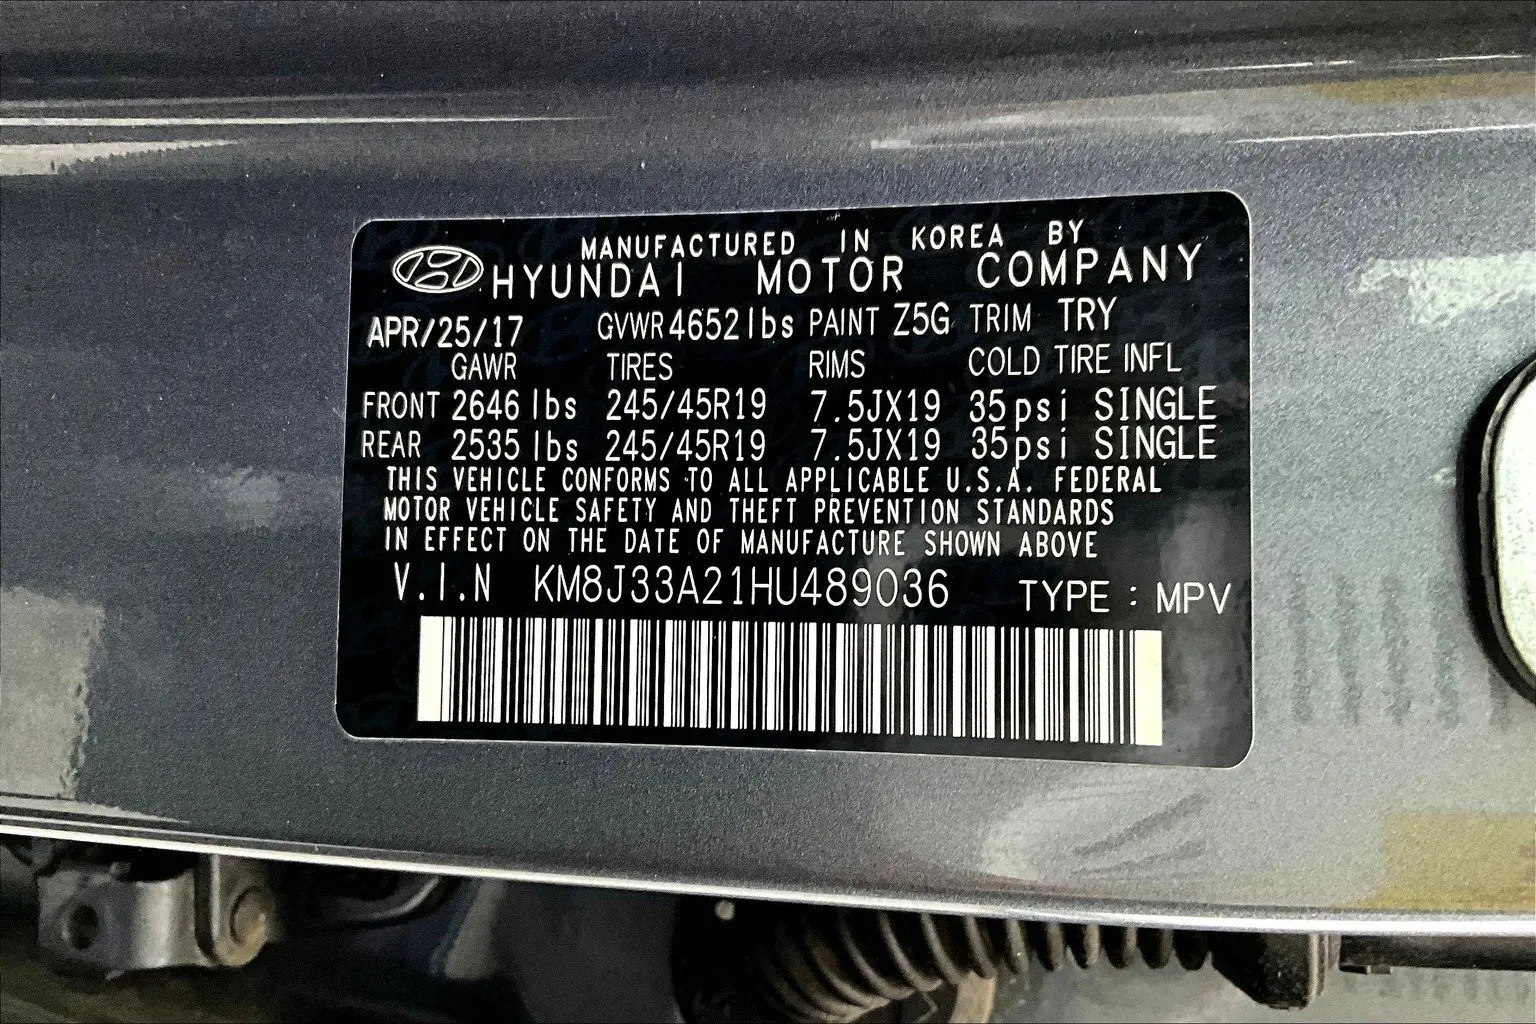 MANUFACTURED IN KOREA BY
HYUNDAI MOTOR COMPANY
APR/25/17 GVWR 4652lbs PAINT Z5G TRIM TRY
GAWR TIRES RIMS COLD TIRE INFL
FRONT 2646 lbs 245/45R19 7.5JX19 35psi SINGLE
REAR 2535 lbs 245/45R19 7.5JX19 35psi SINGLE
THIS VEHICLE CONFORMS TO ALL APPLICABLE U.S.A. FEDERAL
MOTOR VEHICLE SAFETY AND THEFT PREVENTION STANDARDS
IN EFFECT ON THE DATE OF MANUFACTURE SHOWN ABOVE
V.I.N KM8J33A21HU489036 TYPE : MPV